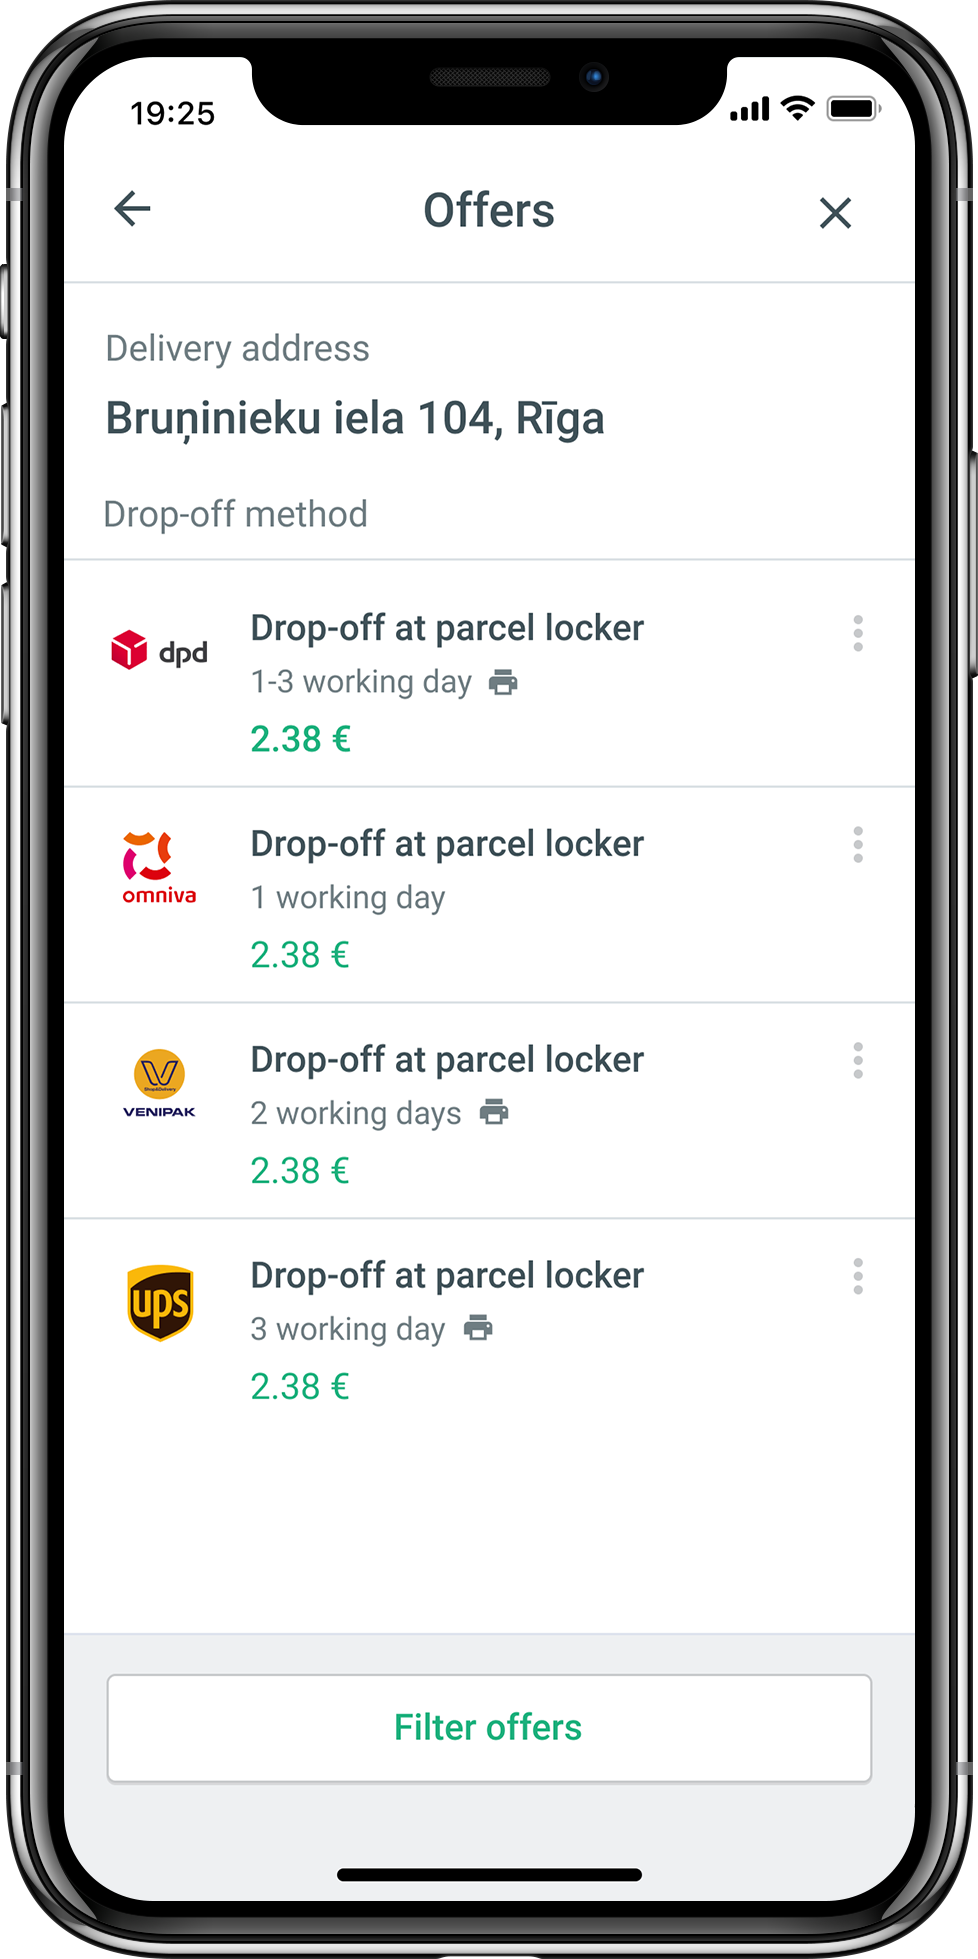 19:25
Offers
Delivery address
Bruņinieku iela 104, Rīga
Drop-off method
dpd
Drop-off at parcel locker
1-3 working day
2.38 €
omniva
Drop-off at parcel locker
1 working day
2.38 €
Shop&Delivery
VENIPAK
Drop-off at parcel locker
2 working days
2.38 €
ups
Drop-off at parcel locker
3 working day
2.38 €
Filter offers